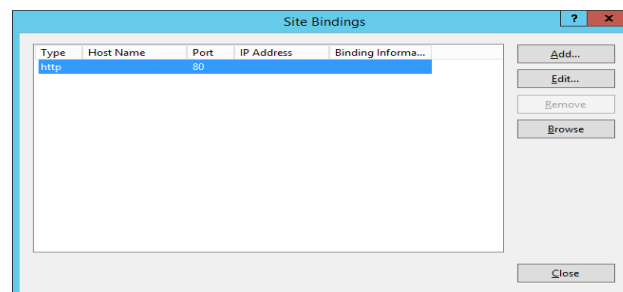 Site Bindings
? x
Type Host Name Port IP Address Binding Informa...
http 80
Add...
Edit...
Remove
Browse
Close